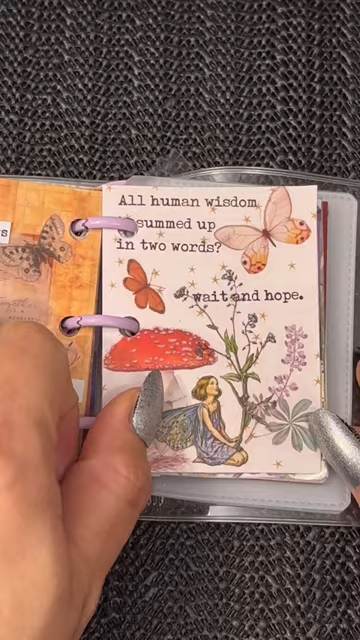 All human wisdom
summed up
in two words?
wait and hope.